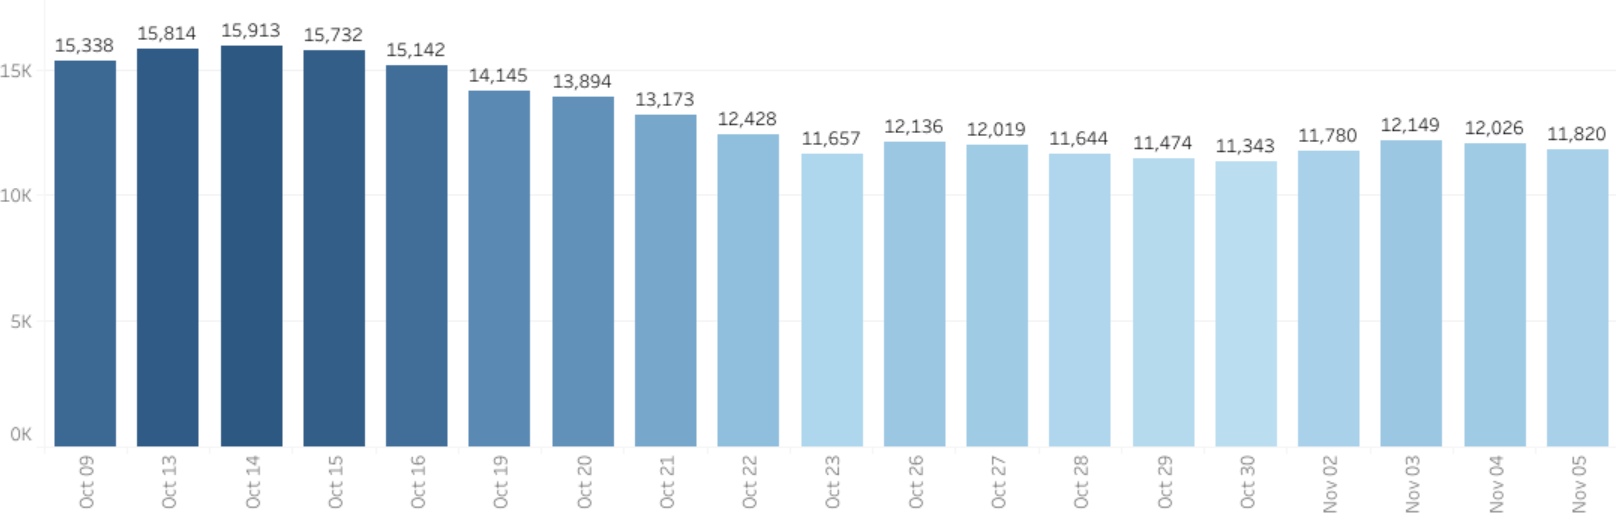 15,338
15,814
15,913
15,732
15,142
14,145
13,894
13,173
12,428
11,657
12,136
12,019
11,644
11,474
11,343
11,780
12,149
12,026
11,820
15K
10K
5K
0K
Oct 09
Oct 13
Oct 14
Oct 15
Oct 16
Oct 19
Oct 20
Oct 21
Oct 22
Oct 23
Oct 26
Oct 27
Oct 28
Oct 29
Oct 30
Nov 02
Nov 03
Nov 04
Nov 05